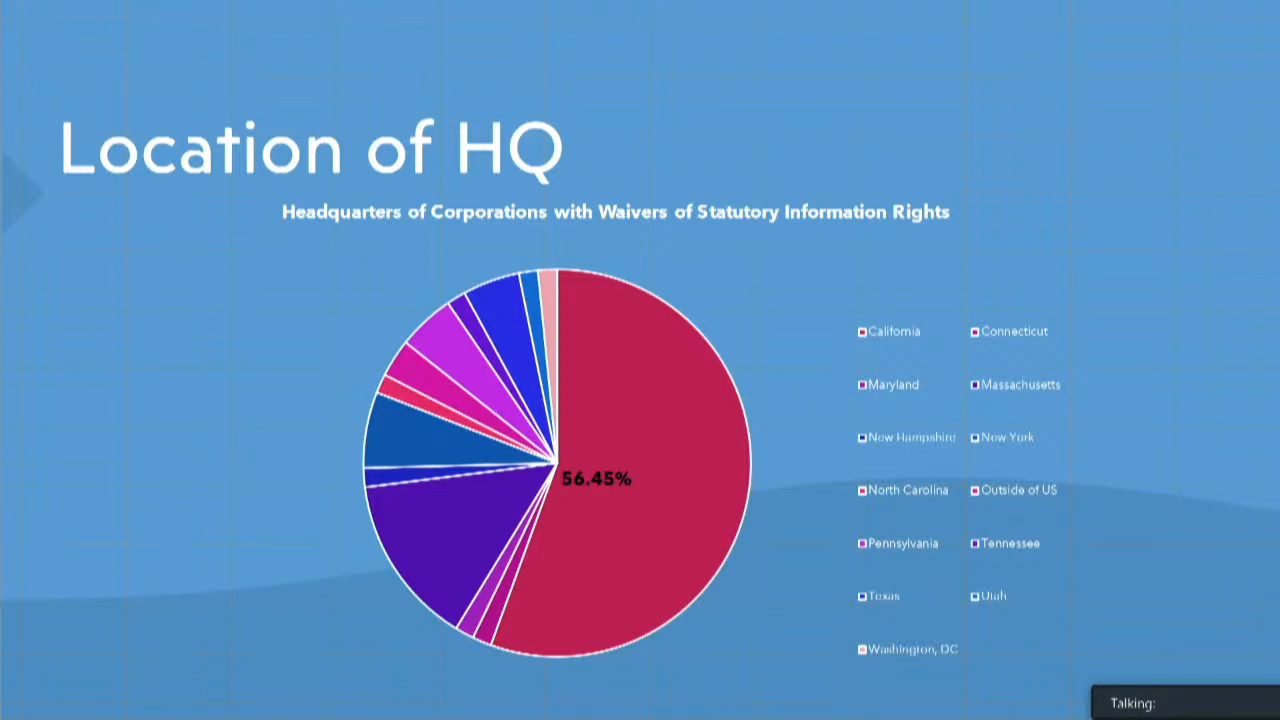 Location of HQ
Headquarters of Corporations with Waivers of Statutory Information Rights
56.45%
California Connecticut
Maryland Massachusetts
New Hampshire New York
North Carolina Outside of US
Pennsylvania Tennessee
Texas Utah
Washington, DC
Talking: